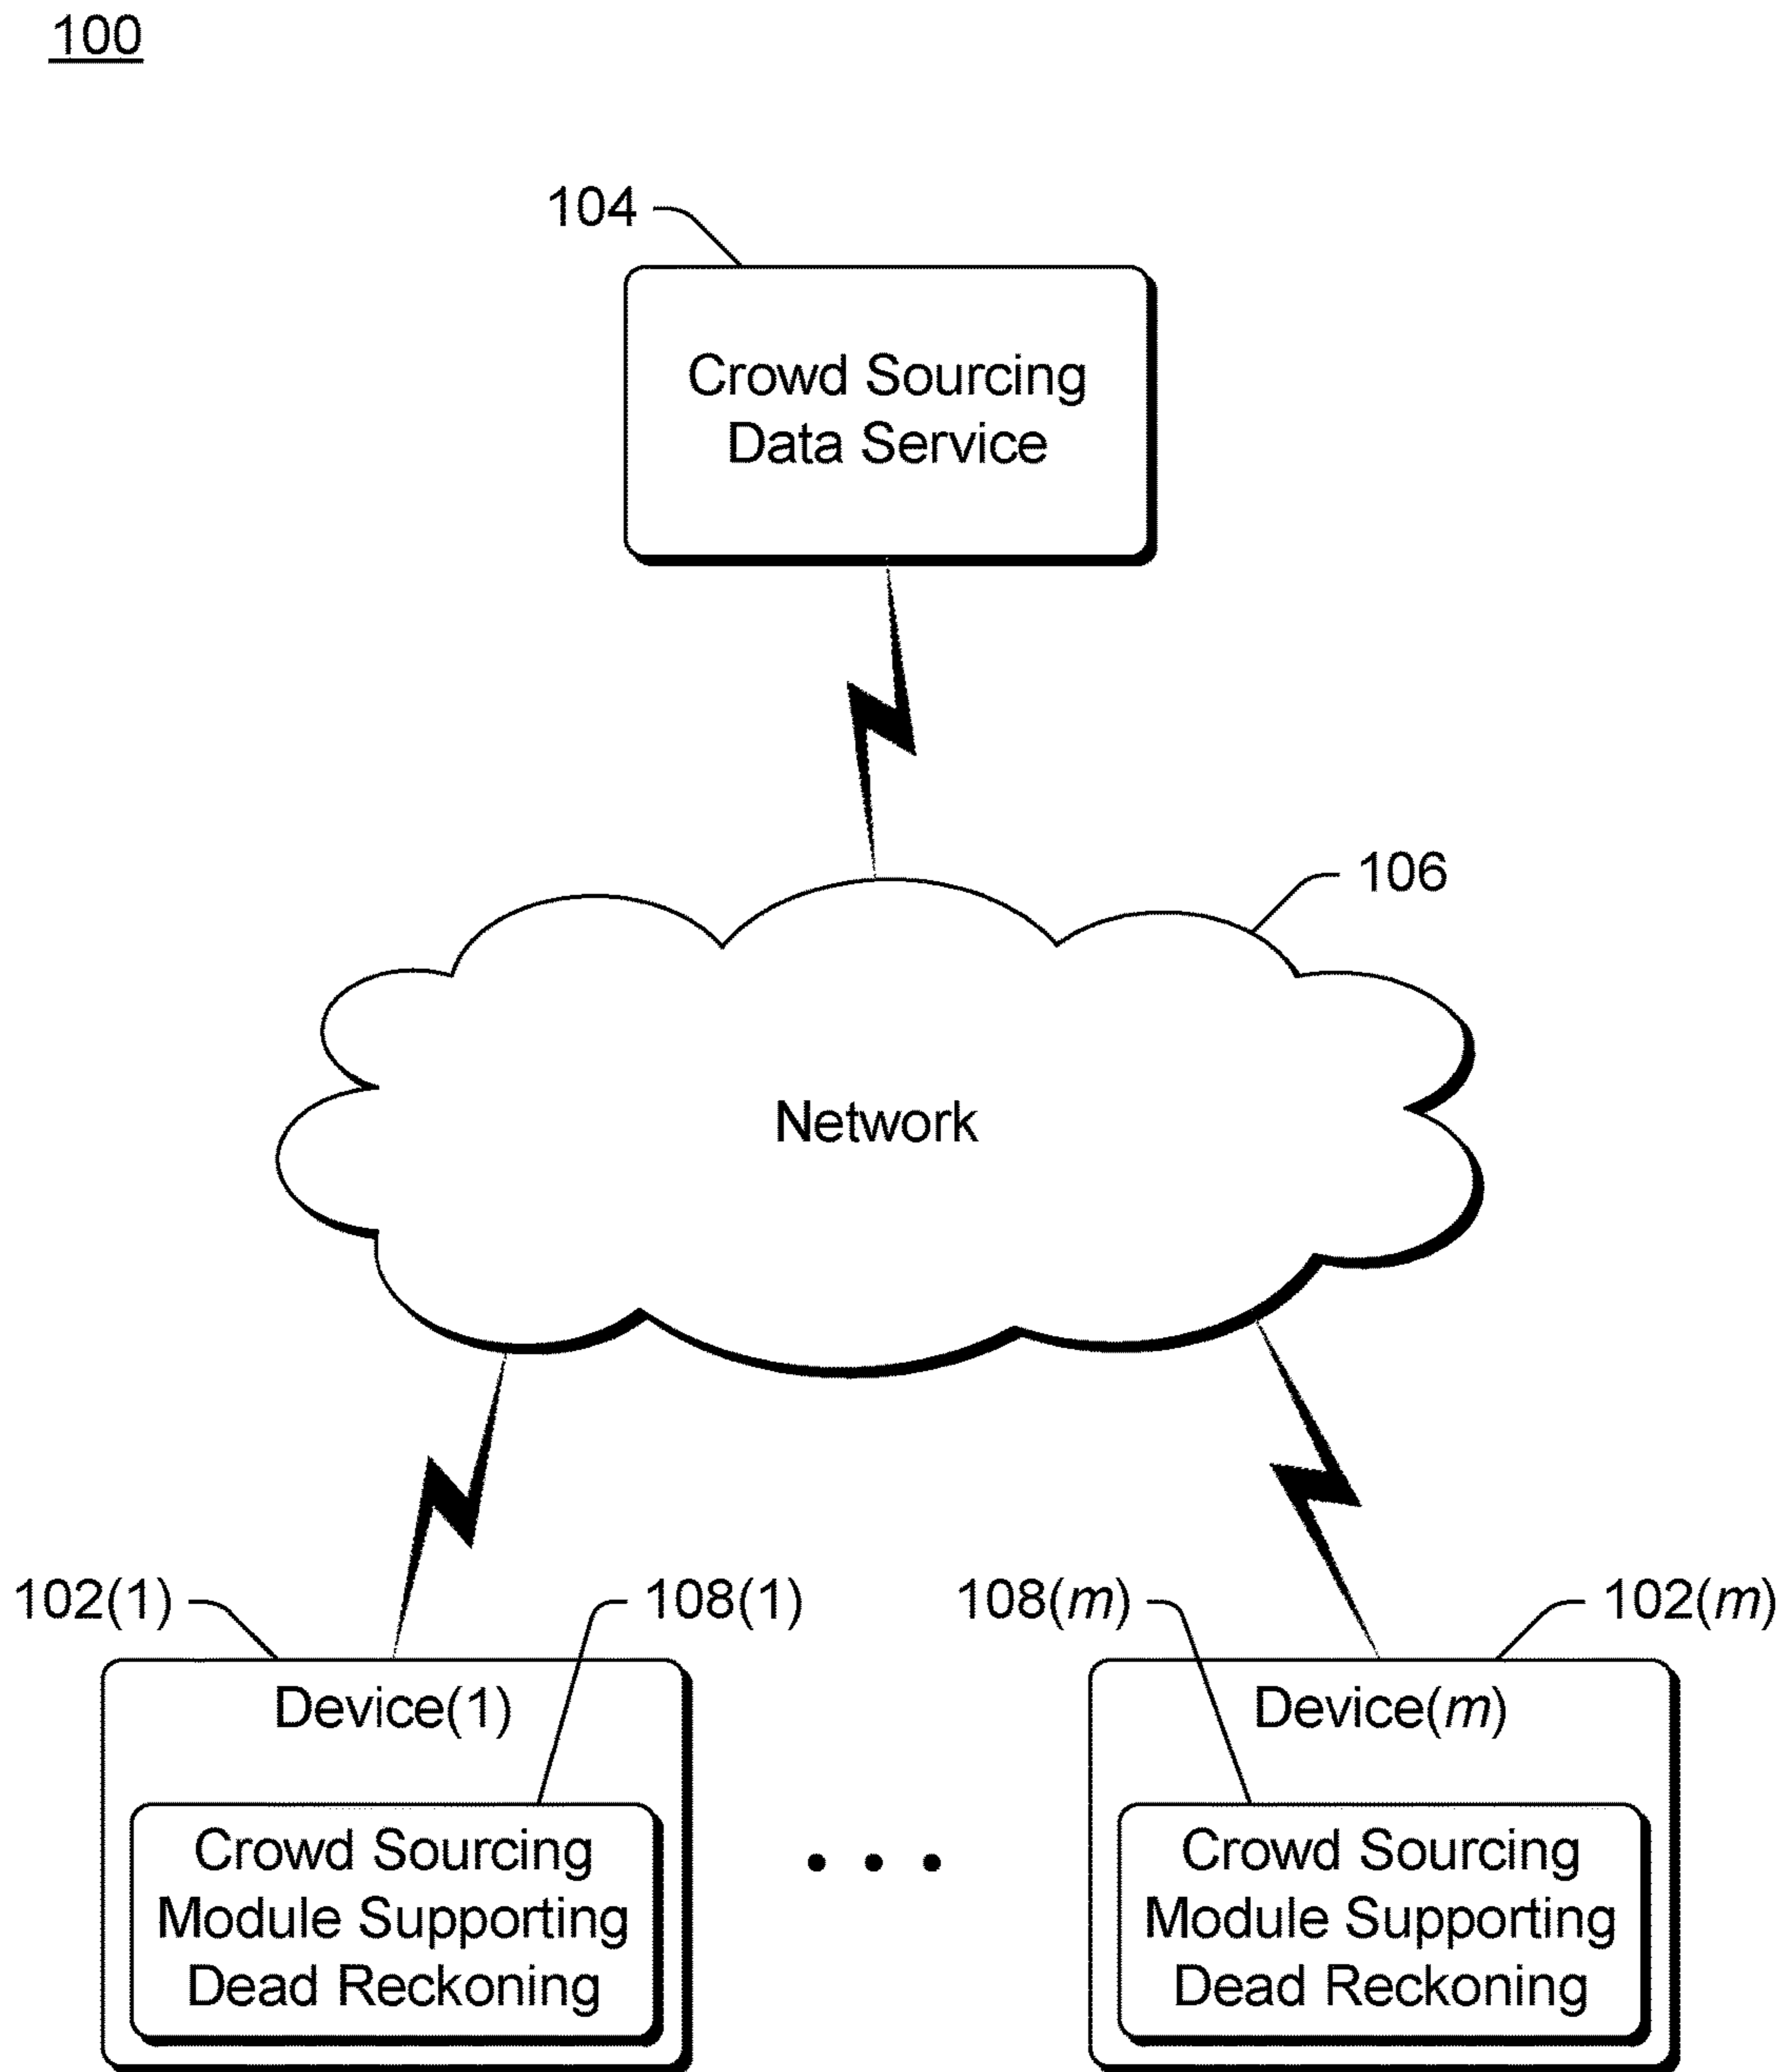 100
104
Crowd Sourcing
Data Service
106
Network
102(1)
108(1)
108(m)
102(m)
Device(1)
Device(m)
Crowd Sourcing
Module Supporting
Dead Reckoning
Crowd Sourcing
Module Supporting
Dead Reckoning